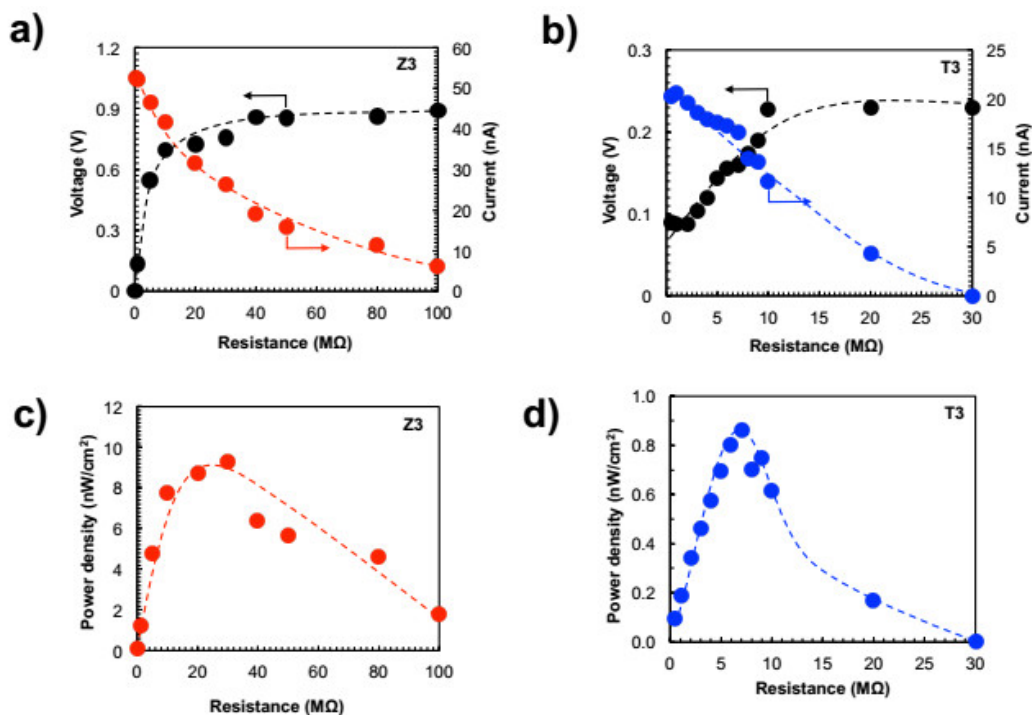 a)
Z3
Voltage (V)
1.2
0.9
0.6
0.3
0
60
50
40
30
20
10
0
Current (nA)
0 20 40 60 80 100
Resistance (MΩ)
b)
T3
Voltage (V)
0.3
0.2
0.1
0
25
20
15
10
5
0
Current (nA)
0 5 10 15 20 25 30
Resistance (MΩ)
c)
Z3
Power density (nW/cm²)
12
10
8
6
4
2
0
0 20 40 60 80 100
Resistance (MΩ)
d)
T3
Power density (nW/cm²)
1.0
0.8
0.6
0.4
0.2
0.0
0 5 10 15 20 25 30
Resistance (MΩ)